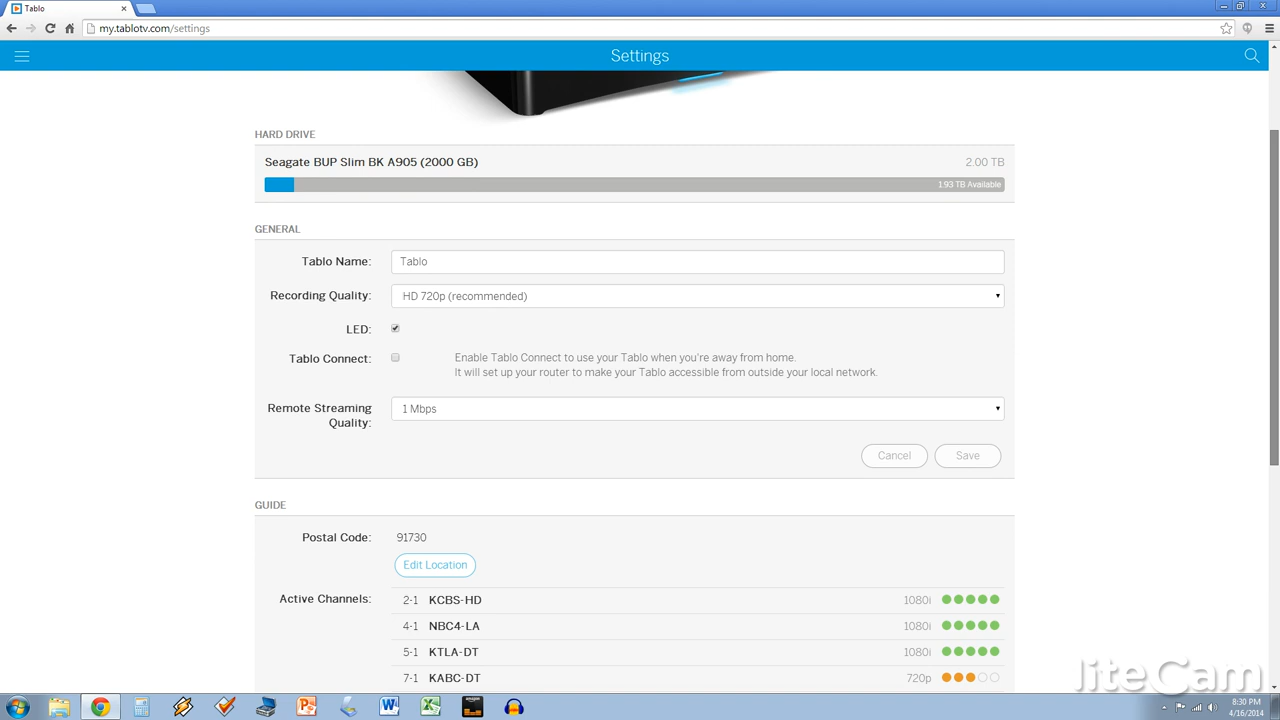 Tablo
my.tablotv.com/settings
Settings
HARD DRIVE
Seagate BUP Slim BK A905 (2000 GB) 2.00 TB
1.93 TB Available
GENERAL
Tablo Name: Tablo
Recording Quality: HD 720p (recommended)
LED:
Tablo Connect: Enable Tablo Connect to use your Tablo when you're away from home.
It will set up your router to make your Tablo accessible from outside your local network.
Remote Streaming Quality: 1 Mbps
Cancel Save
GUIDE
Postal Code: 91730
Edit Location
Active Channels: 2-1 KCBS-HD 1080i
4-1 NBC4-LA 1080i
5-1 KTLA-DT 1080i
7-1 KABC-DT 720p
liteCam
8:30 PM
4/16/2014